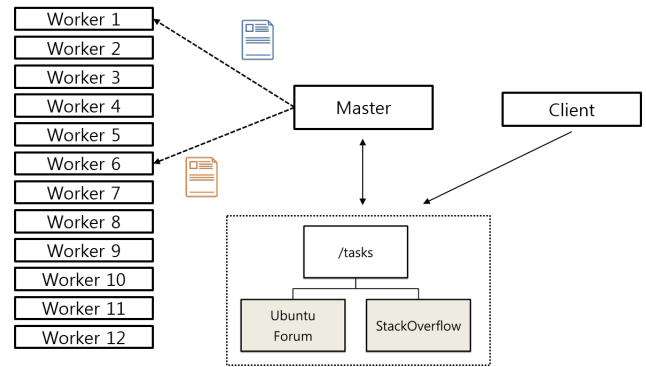 Worker 1
Worker 2
Worker 3
Worker 4
Worker 5
Worker 6
Worker 7
Worker 8
Worker 9
Worker 10
Worker 11
Worker 12
Master
Client
/tasks
Ubuntu
Forum
StackOverflow